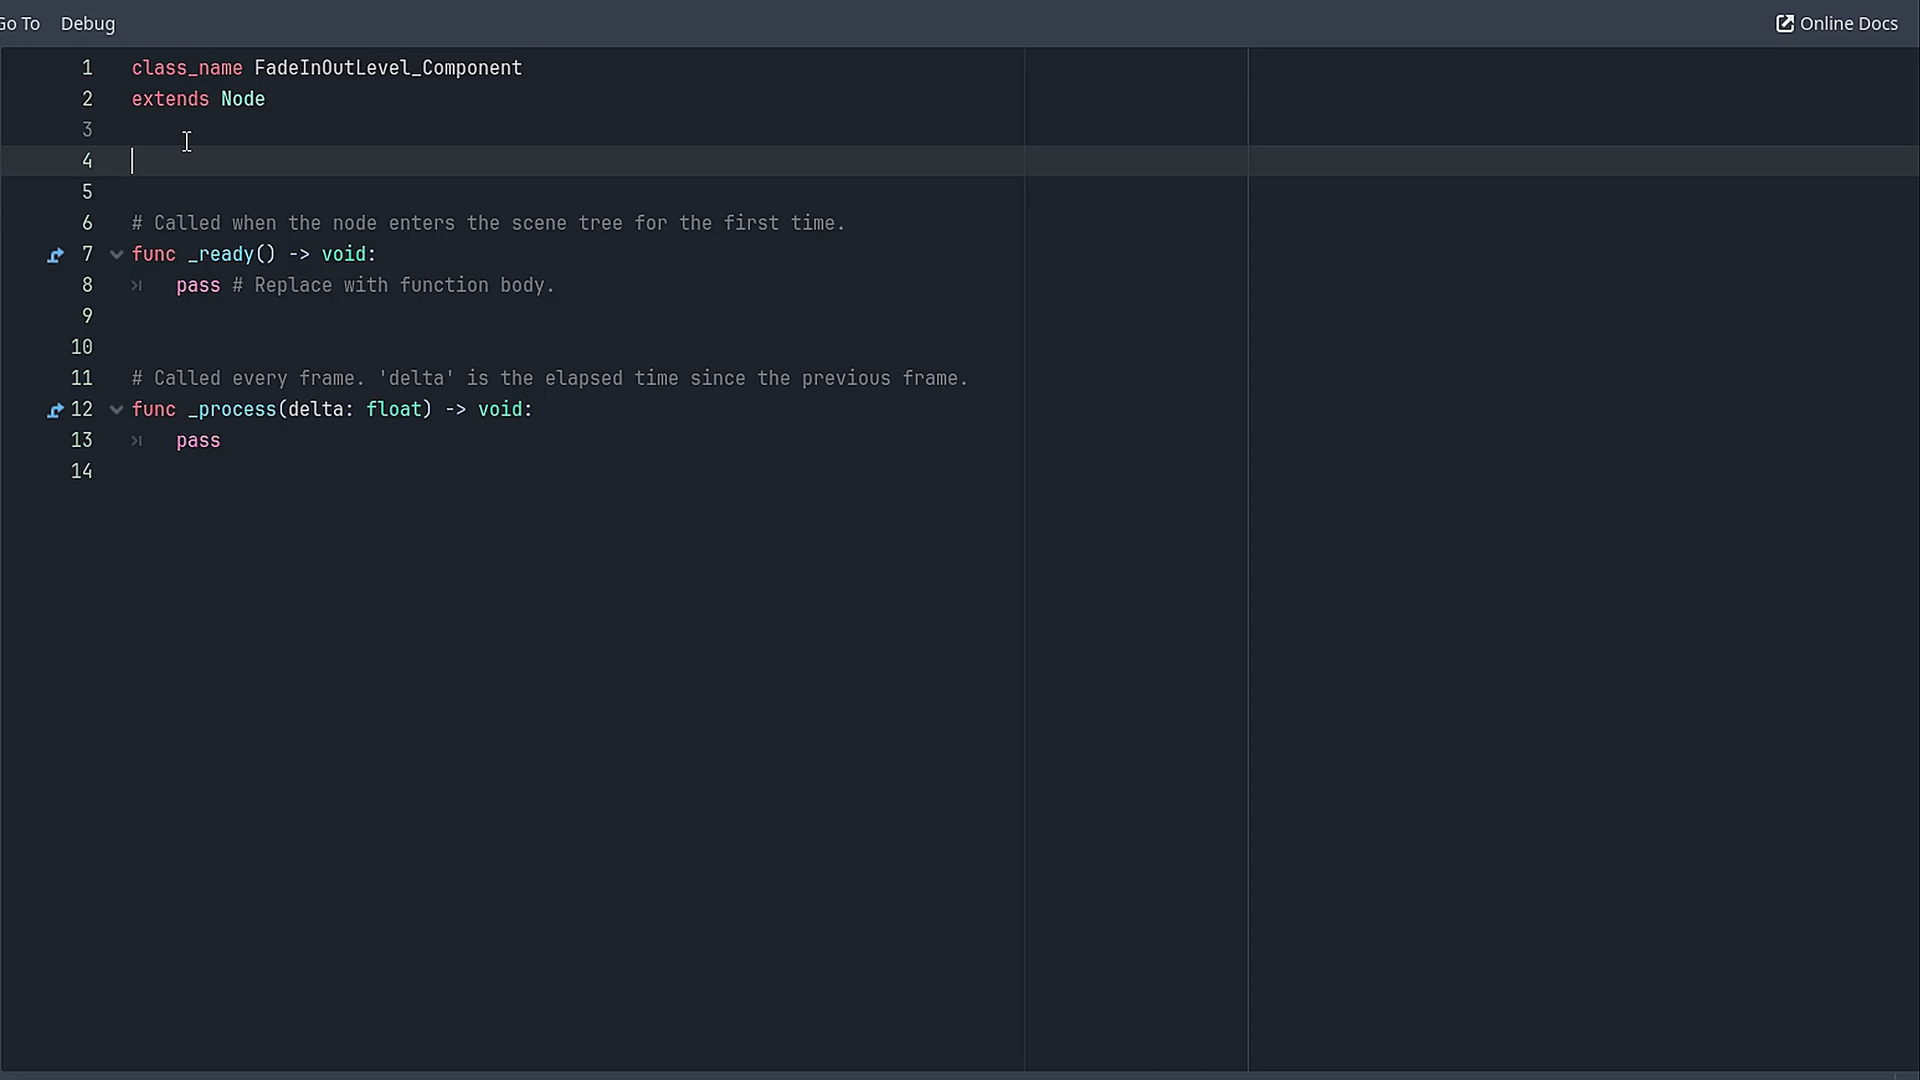 Go To Debug Online Docs
1 class_name FadeInOutLevel_Component
2 extends Node
3
4
5
6 # Called when the node enters the scene tree for the first time.
7 func _ready() -> void:
8 pass # Replace with function body.
9
10
11 # Called every frame. 'delta' is the elapsed time since the previous frame.
12 func _process(delta: float) -> void:
13 pass
14